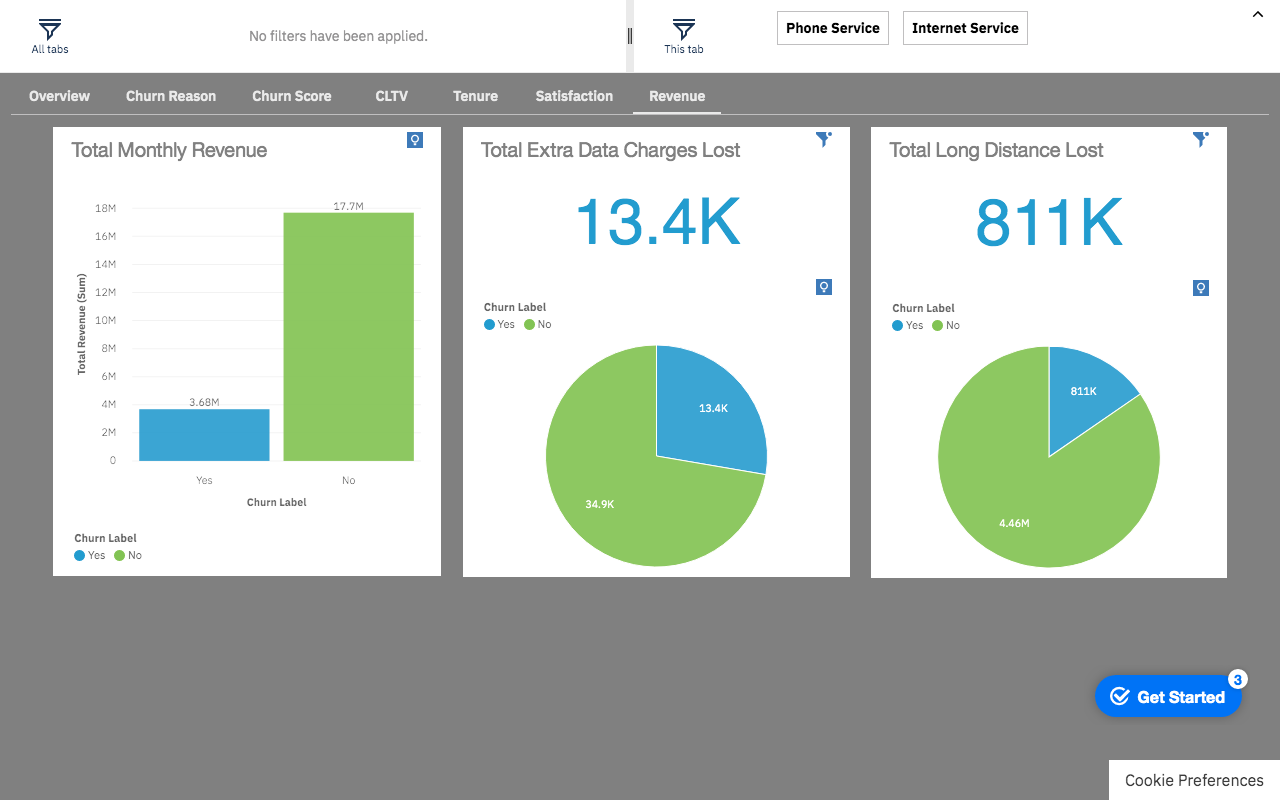 All tabs
No filters have been applied.
This tab
Phone Service
Internet Service
Overview
Churn Reason
Churn Score
CLTV
Tenure
Satisfaction
Revenue
Total Monthly Revenue
18M
16M
14M
12M
10M
8M
6M
4M
2M
0
Total Revenue (Sum)
3.68M
17.7M
Yes
No
Churn Label
Churn Label
Yes
No
Total Extra Data Charges Lost
13.4K
Churn Label
Yes
No
13.4K
34.9K
Total Long Distance Lost
811K
Churn Label
Yes
No
811K
4.46M
Get Started
3
Cookie Preferences